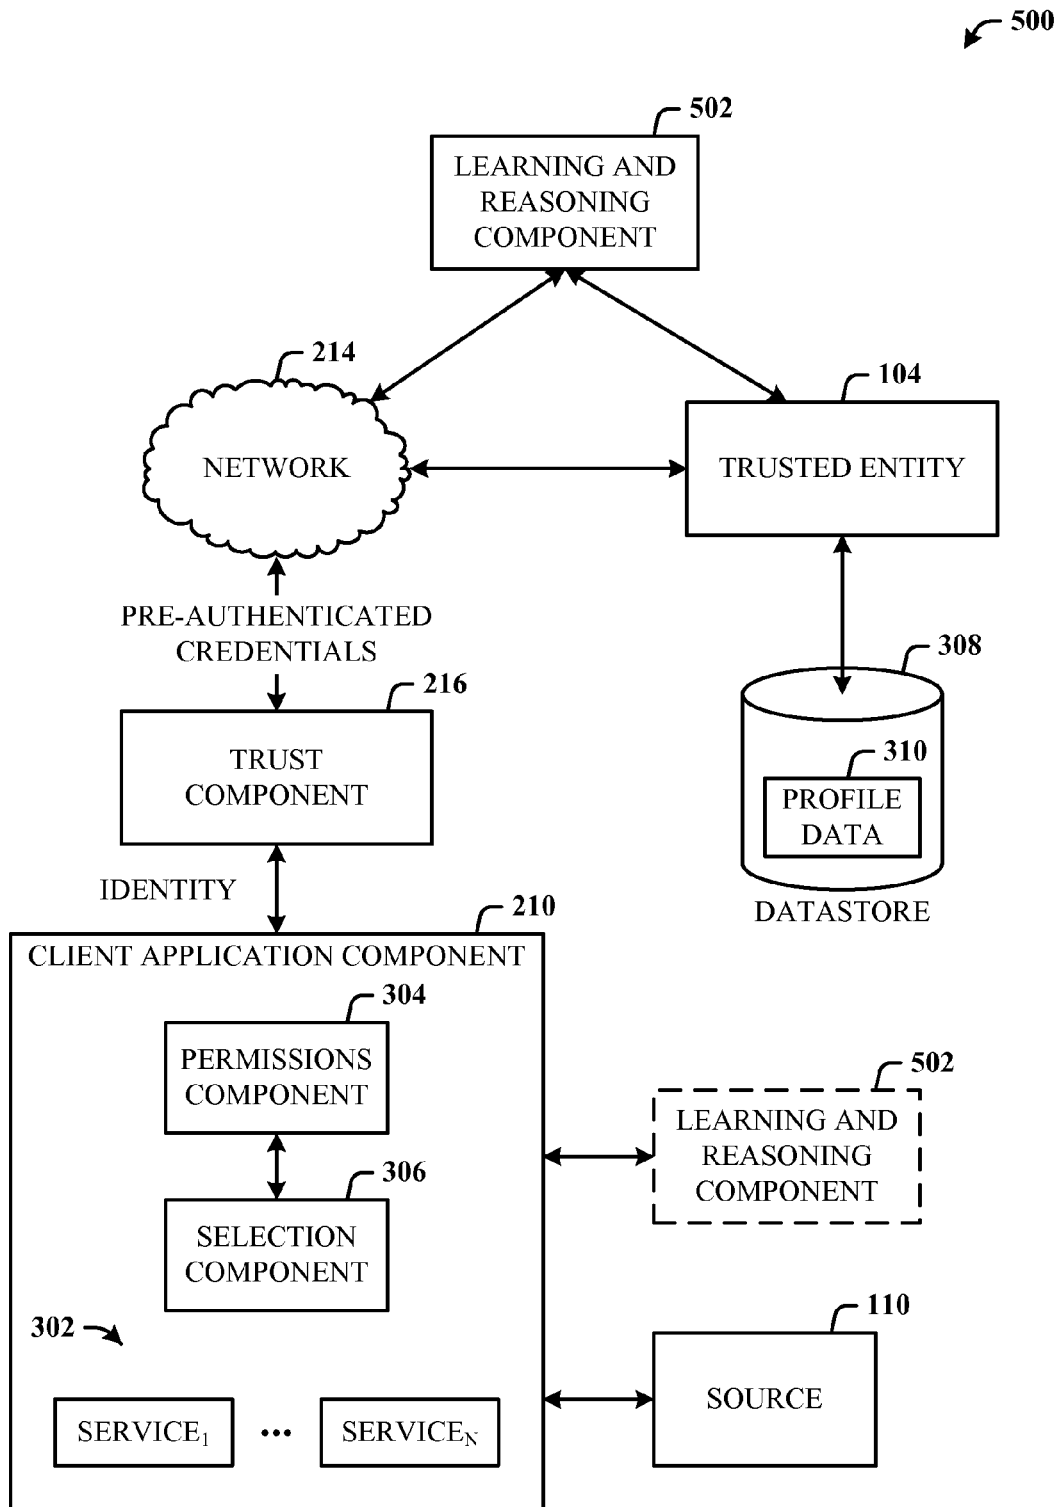 500
502
LEARNING AND
REASONING
COMPONENT
214
NETWORK
104
TRUSTED ENTITY
PRE-AUTHENTICATED
CREDENTIALS
216
TRUST
COMPONENT
308
310
PROFILE
DATA
DATASTORE
IDENTITY
210
CLIENT APPLICATION COMPONENT
304
PERMISSIONS
COMPONENT
306
SELECTION
COMPONENT
502
LEARNING AND
REASONING
COMPONENT
302
110
SOURCE
SERVICE1 ••• SERVICEN